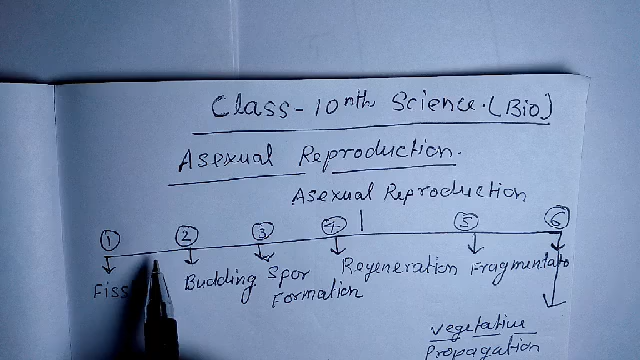 Class-10nth Science.(Bio)
Asexual Reproduction.
Asexual Reproduction
1 2 3 4 5 6
Budding Spor Regeneration Fragmentatio
Formation
vegetative
Propagation